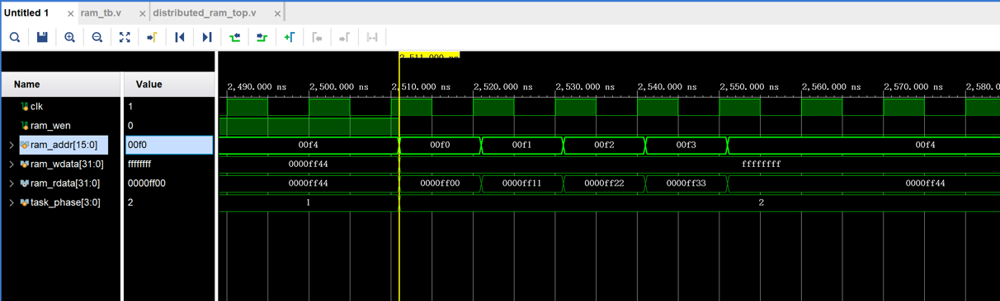 Untitled 1 × ram_tb.v × distributed_ram_top.v ×
2,511.000 ns
Name Value 2,490.000 ns 2,500.000 ns 2,510.000 ns 2,520.000 ns 2,530.000 ns 2,540.000 ns 2,550.000 ns 2,560.000 ns 2,570.000 ns 2,580.
clk 1
ram_wen 0
ram_addr[15:0] 00f0 00f4 00f0 00f1 00f2 00f3 00f4
ram_wdata[31:0] ffffffff 0000ff44 ffffffff
ram_rdata[31:0] 0000ff00 0000ff44 0000ff00 0000ff11 0000ff22 0000ff33 0000ff44
task_phase[3:0] 2 1 2